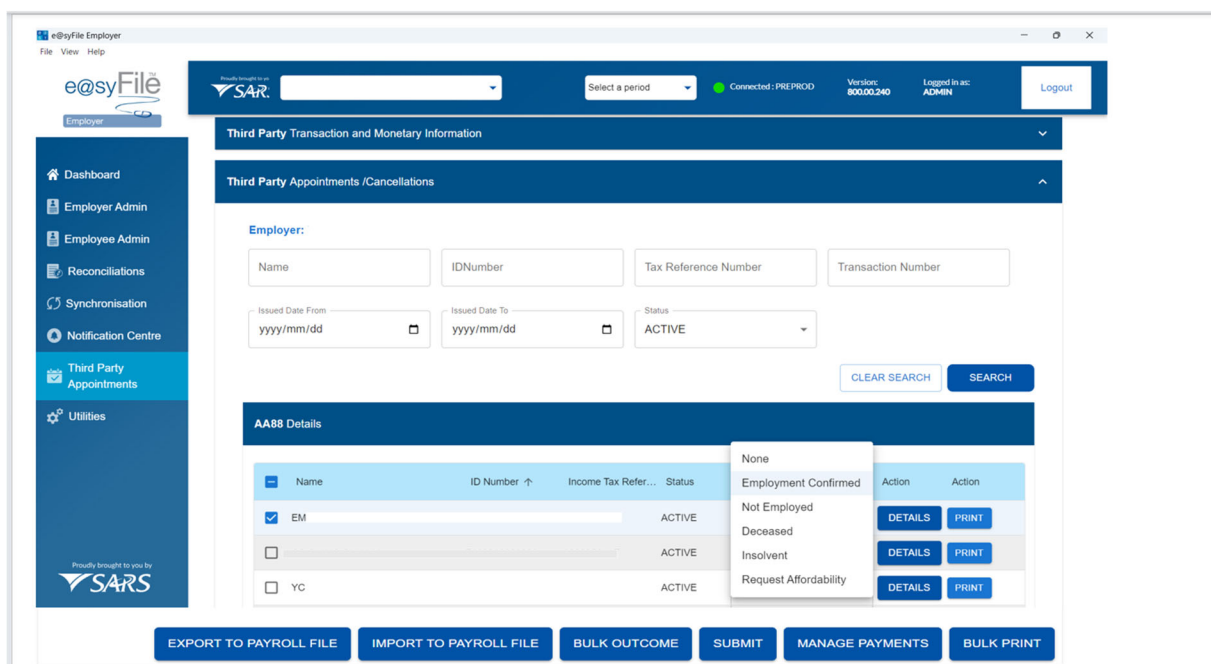 e@syFile Employer
File View Help
e@syFile™
Employer
Proudly brought to yo
SAR:
Select a period
Connected : PREPROD
Version:
800.00.240
Logged in as:
ADMIN
Logout
Third Party Transaction and Monetary Information
Dashboard
Third Party Appointments /Cancellations
Employer Admin
Employer:
Employee Admin
Name
IDNumber
Tax Reference Number
Transaction Number
Reconciliations
Synchronisation
Issued Date From
Issued Date To
Status
yyyy/mm/dd
yyyy/mm/dd
ACTIVE
Notification Centre
Third Party
Appointments
CLEAR SEARCH
SEARCH
Utilities
AA88 Details
None
Employment Confirmed
Not Employed
Deceased
Insolvent
Request Affordability
Name
ID Number ↑
Income Tax Refer...
Status
Action
Action
EM
ACTIVE
DETAILS
PRINT
ACTIVE
DETAILS
PRINT
YC
ACTIVE
DETAILS
PRINT
Proudly brought to you by
SARS
EXPORT TO PAYROLL FILE
IMPORT TO PAYROLL FILE
BULK OUTCOME
SUBMIT
MANAGE PAYMENTS
BULK PRINT